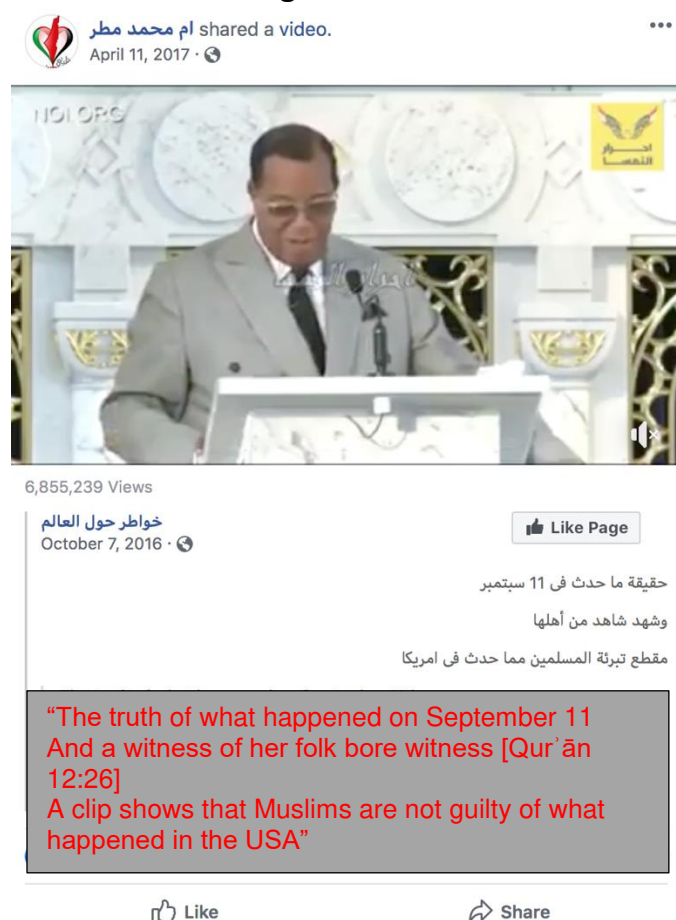 ام محمد مطر shared a video.
April 11, 2017 ·
NOI.ORG
احرار
النمسا
6,855,239 Views
خواطر حول العالم
October 7, 2016 ·
Like Page
حقيقة ما حدث فى 11 سبتمبر
وشهد شاهد من أهلها
مقطع تبرئة المسلمين مما حدث فى امريكا
“The truth of what happened on September 11
And a witness of her folk bore witness [Qurʾān
12:26]
A clip shows that Muslims are not guilty of what
happened in the USA”
Like
Share